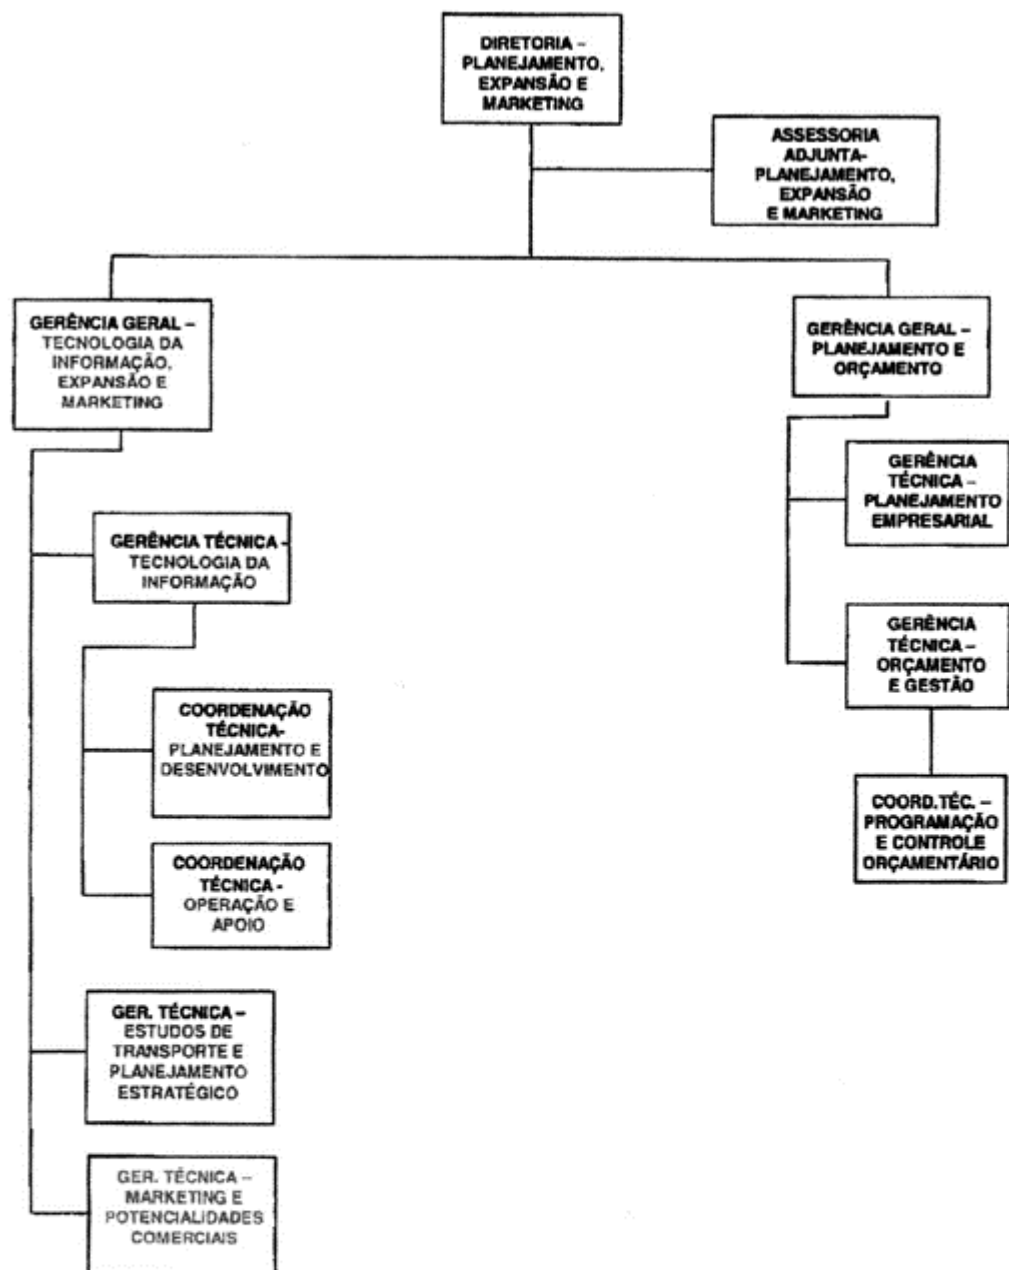 DIRETORIA –
PLANEJAMENTO,
EXPANSÃO E
MARKETING
ASSESSORIA
ADJUNTA-
PLANEJAMENTO,
EXPANSÃO
E MARKETING
GERÊNCIA GERAL –
TECNOLOGIA DA
INFORMAÇÃO,
EXPANSÃO E
MARKETING
GERÊNCIA GERAL –
PLANEJAMENTO E
ORÇAMENTO
GERÊNCIA
TÉCNICA –
PLANEJAMENTO
EMPRESARIAL
GERÊNCIA TÉCNICA -
TECNOLOGIA DA
INFORMAÇÃO
GERÊNCIA
TÉCNICA –
ORÇAMENTO
E GESTÃO
COORDENAÇÃO
TÉCNICA-
PLANEJAMENTO E
DESENVOLVIMENTO
COORD.TÉC. –
PROGRAMAÇÃO
E CONTROLE
ORÇAMENTÁRIO
COORDENAÇÃO
TÉCNICA -
OPERAÇÃO E
APOIO
GER. TÉCNICA –
ESTUDOS DE
TRANSPORTE E
PLANEJAMENTO
ESTRATÉGICO
GER. TÉCNICA –
MARKETING E
POTENCIALIDADES
COMERCIAIS